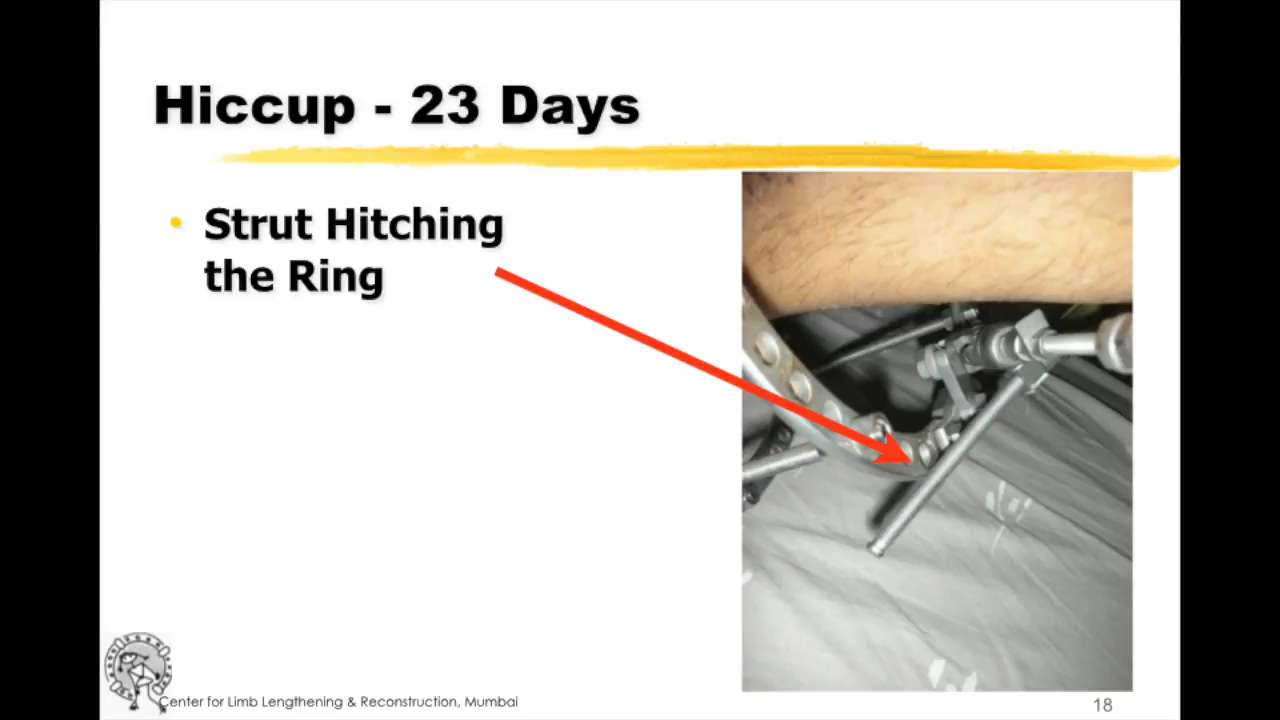 Hiccup - 23 Days
• Strut Hitching
the Ring
Center for Limb Lengthening & Reconstruction, Mumbai
18